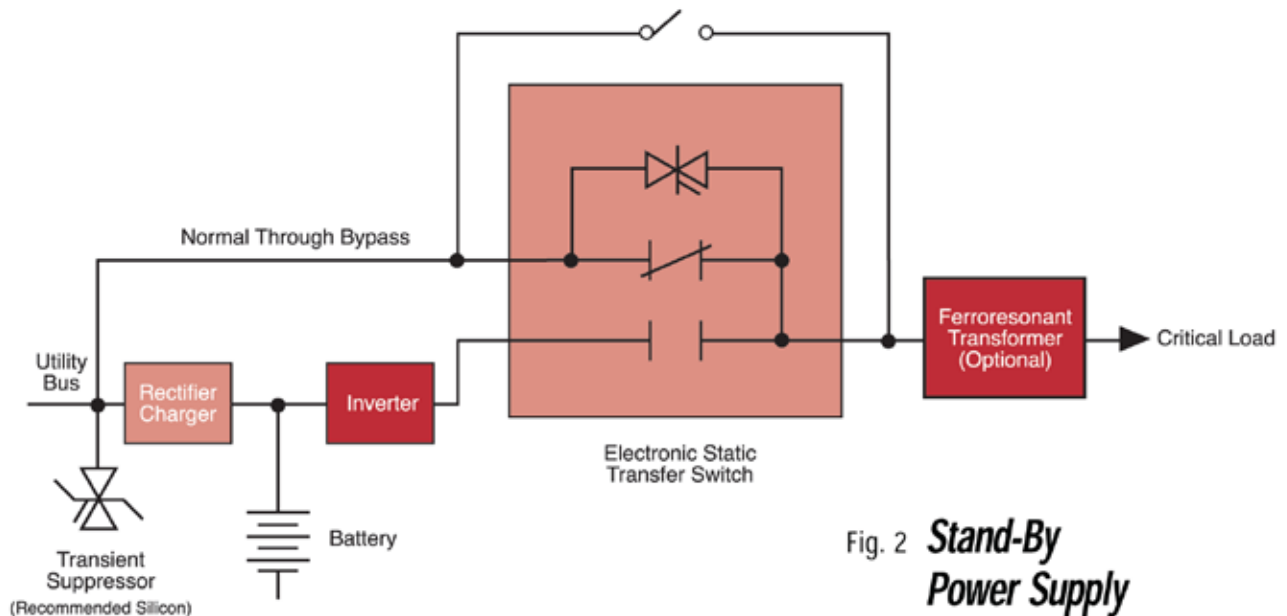 Normal Through Bypass
Utility
Bus
Rectifier
Charger
Inverter
Ferroresonant
Transformer
(Optional)
Critical Load
Electronic Static
Transfer Switch
Battery
Transient
Suppressor
(Recommended Silicon)
Fig. 2 Stand-By
Power Supply